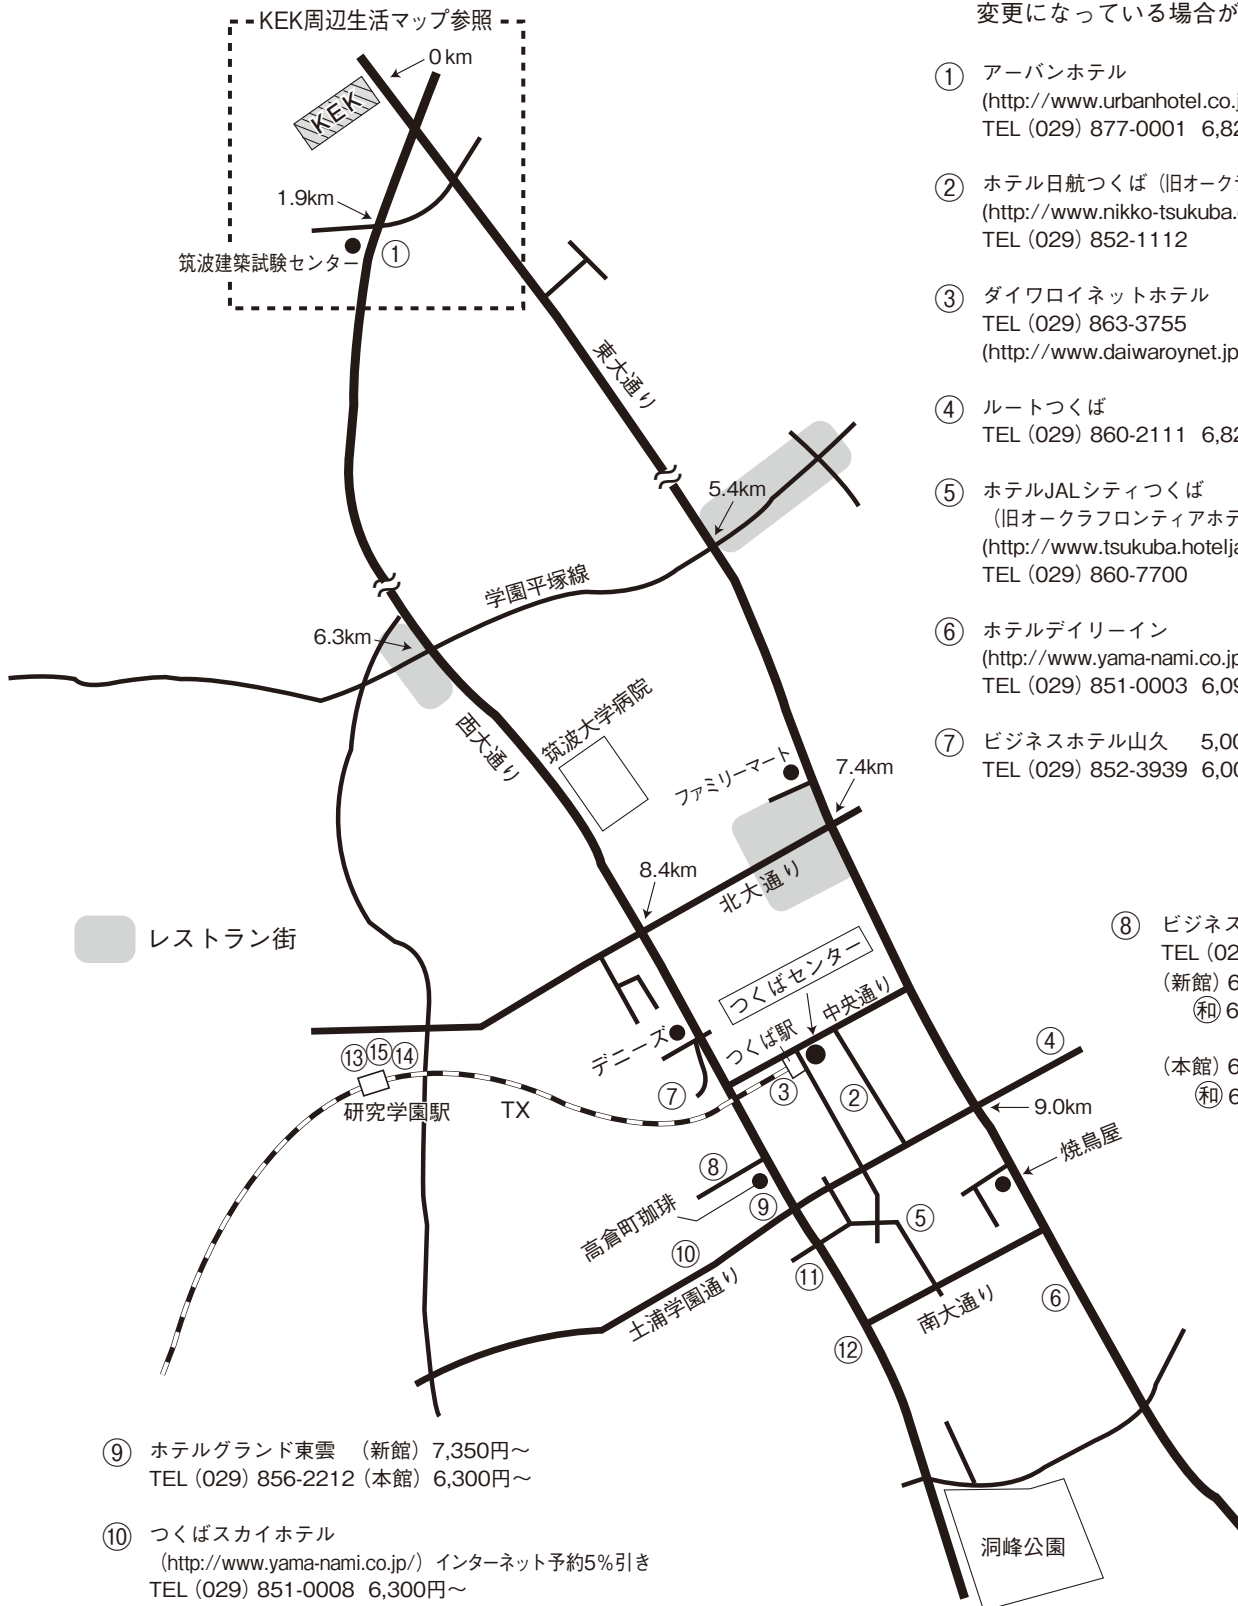 変更になっている場合が
KEK周辺生活マップ参照
0km
KEK
1.9km
筑波建築試験センター
①
東大通り
5.4km
学園平塚線
6.3km
西大通り
筑波大学病院
ファミリーマート
7.4km
8.4km
北大通り
レストラン街
つくばセンター
中央通り
つくば駅
デニーズ
④
⑬⑮⑭
研究学園駅
TX
⑦
③
②
9.0km
焼鳥屋
⑧
高倉町珈琲
⑨
⑤
⑩
⑪
土浦学園通り
南大通り
⑥
⑫
洞峰公園
① アーバンホテル
(http://www.urbanhotel.co.j
TEL (029) 877-0001 6,82
② ホテル日航つくば (旧オークラ
(http://www.nikko-tsukuba.
TEL (029) 852-1112
③ ダイワロイネットホテル
TEL (029) 863-3755
(http://www.daiwaroynet.jp
④ ルートつくば
TEL (029) 860-2111 6,82
⑤ ホテルJALシティつくば
(旧オークラフロンティアホテ
(http://www.tsukuba.hotelja
TEL (029) 860-7700
⑥ ホテルデイリーイン
(http://www.yama-nami.co.jp
TEL (029) 851-0003 6,09
⑦ ビジネスホテル山久 5,00
TEL (029) 852-3939 6,00
⑧ ビジネス
TEL (02
(新館) 6
㊒和 6
(本館) 6
和 6
⑨ ホテルグランド東雲 (新館) 7,350円～
TEL (029) 856-2212 (本館) 6,300円～
⑩ つくばスカイホテル
(http://www.yama-nami.co.jp/) インターネット予約5%引き
TEL (029) 851-0008 6,300円～